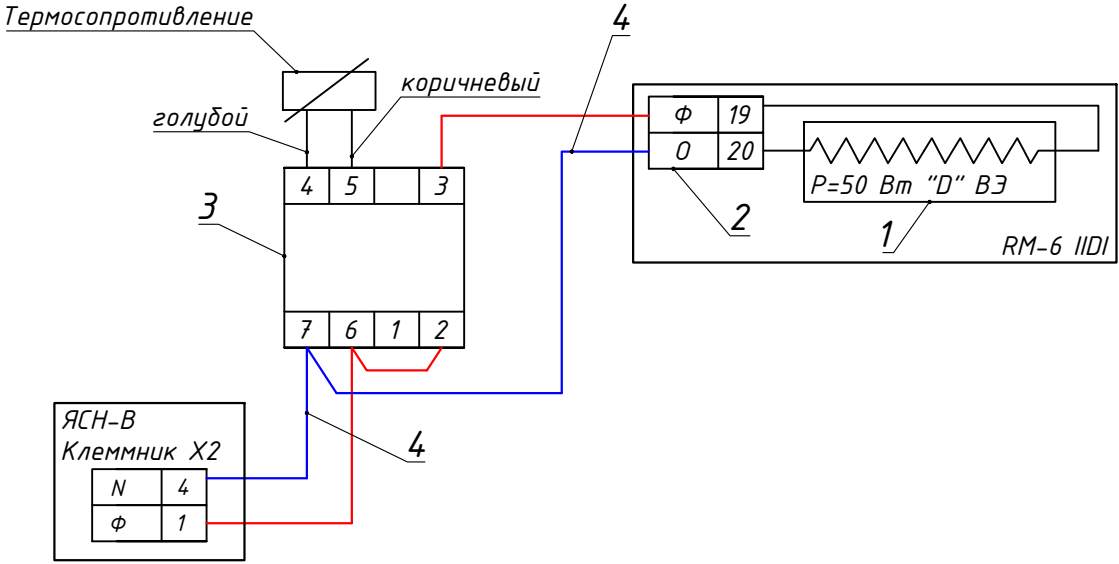 Термосопротивление
4
коричневый
голубой
Ф 19
О 20
4 5 3
P=50 Вт "D" ВЭ
3
2
1
RM-6 IIDI
7 6 1 2
ЯСН-В
Клеммник X2
4
N 4
Ф 1